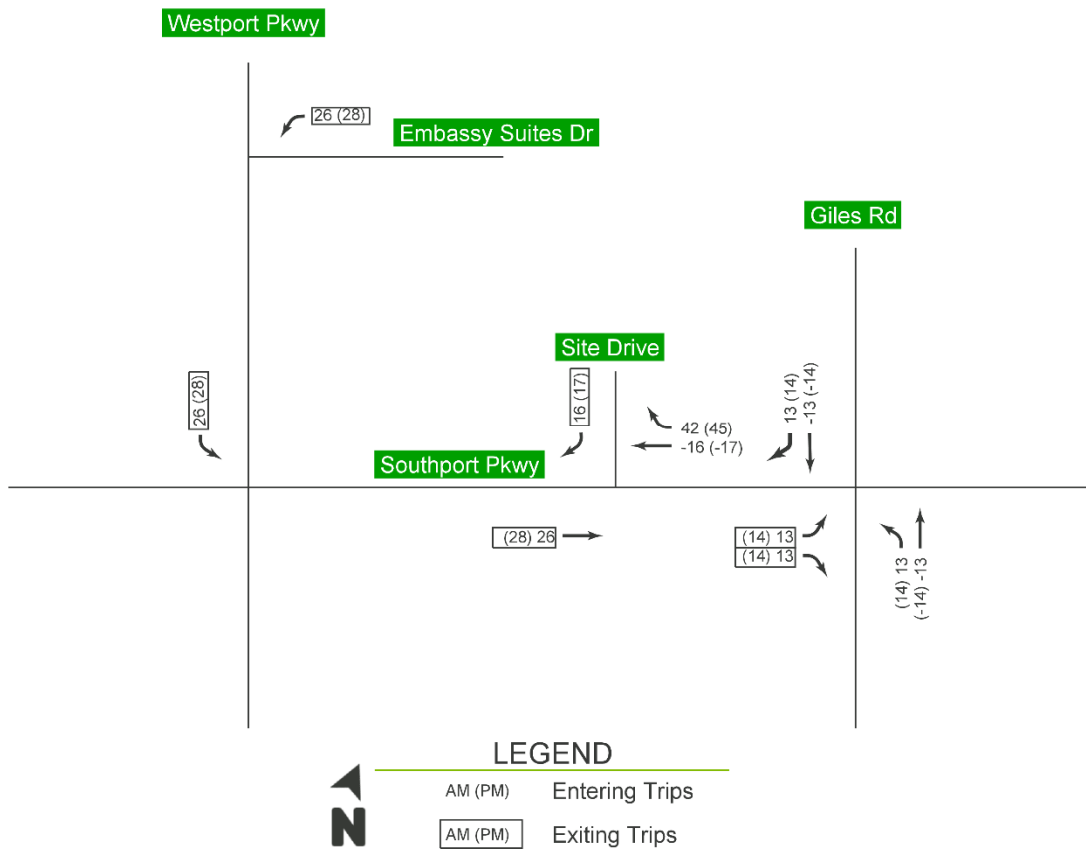 Westport Pkwy
26 (28)
Embassy Suites Dr
Giles Rd
Site Drive
26 (28)
16 (17)
42 (45)
-16 (-17)
13 (14)
-13 (-14)
Southport Pkwy
(28) 26
(14) 13
(14) 13
(14) 13
(-14) -13
LEGEND
AM (PM) Entering Trips
AM (PM) Exiting Trips
N